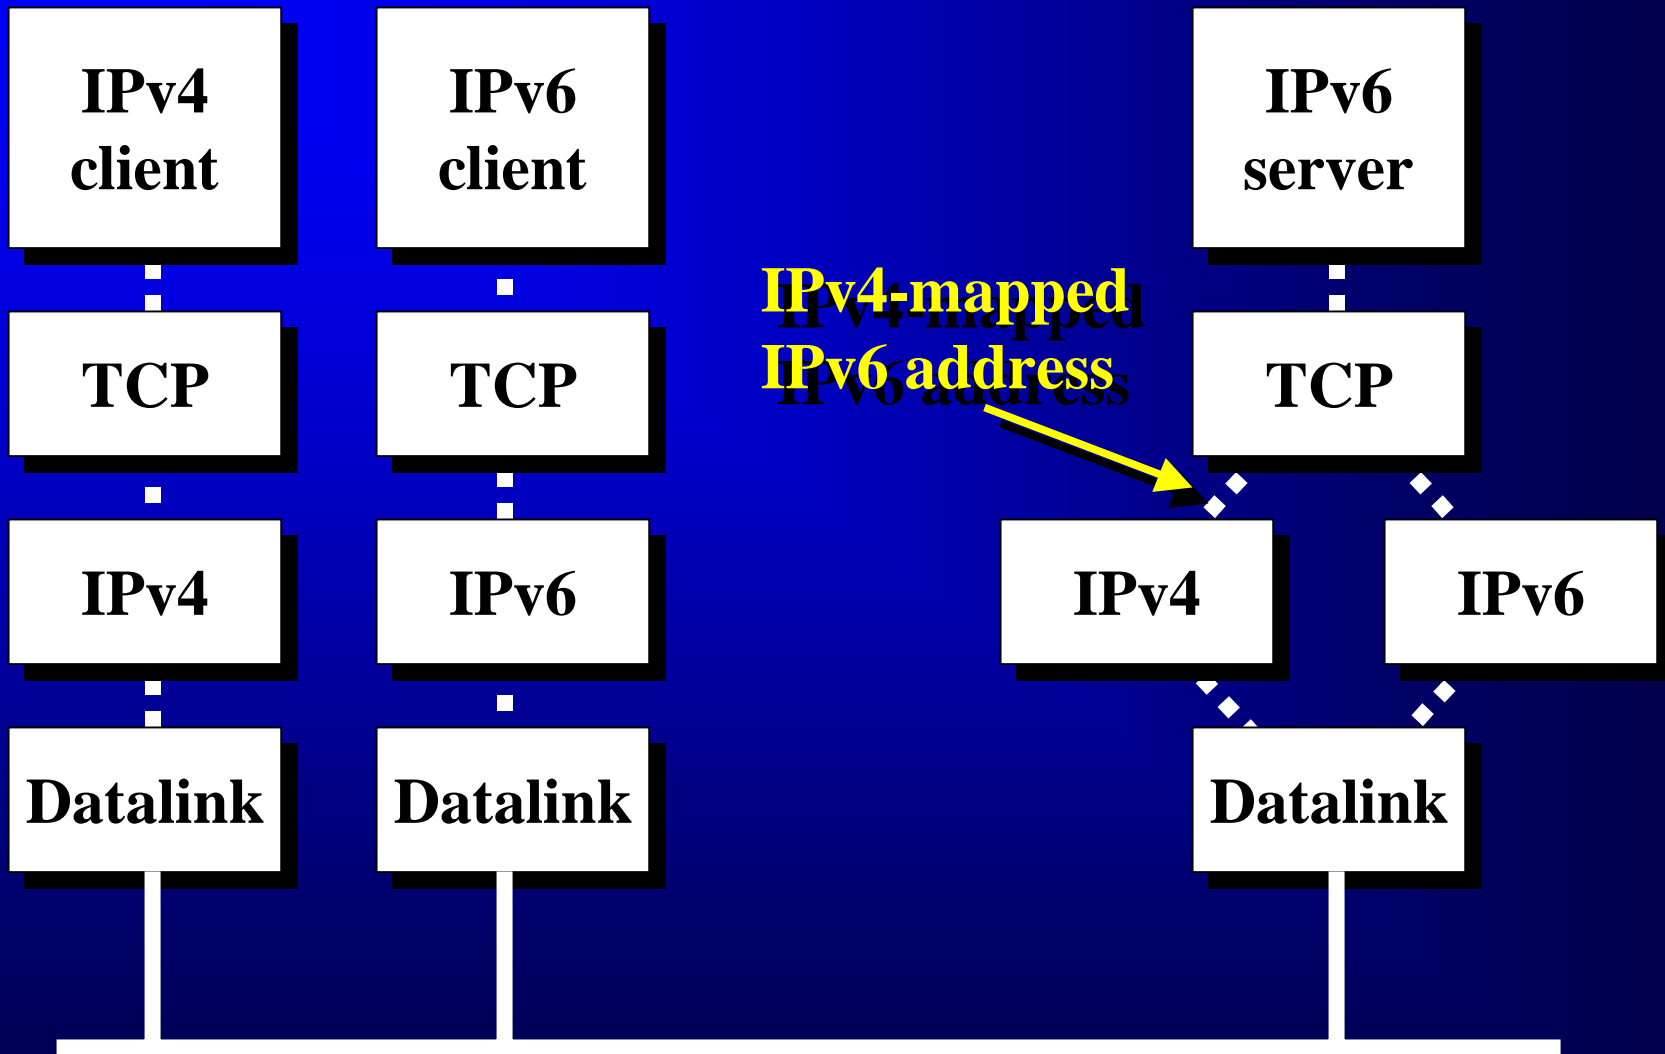 IPv4
client
IPv6
client
IPv6
server
IPv4-mapped
IPv6 address
TCP
TCP
TCP
IPv4
IPv6
IPv4
IPv6
Datalink
Datalink
Datalink